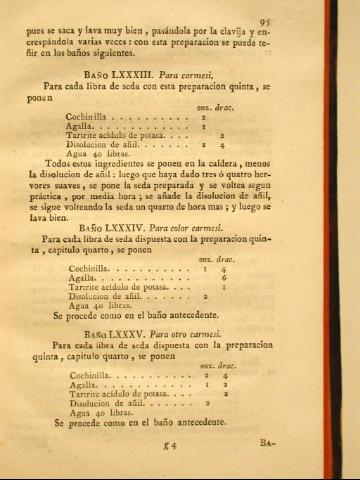 95
pues se saca y lava muy bien , pasándola por la clavija y en-
crespándola varias veces : con esta preparacion se puede te-
ñir en los baños siguientes.
BAÑO LXXXIII. Para carmesi.
Para cada libra de seda con esta preparacion quinta , se
ponen
onz. drac.
Cochinilla . . . . . . . . . . 2
Agalla. . . . . . . . . . . . 1
Tartrite acídulo de potasa. . . . 2
Disolucion de añil. . . . . . . 2 4
Agua 40 libras.
Todos estos ingredientes se ponen en la caldera , menos
la disolucion de añil : luego que haya dado tres ó quatro her-
vores suaves, se pone la seda preparada y se voltea segun
práctica , por media hora ; se añade la disolucion de añil,
se sigue volteando la seda un quarto de hora mas ; y luego se
lava bien.
BAÑO LXXXIV. Para color carmesi.
Para cada libra de seda dispuesta con la preparacion quin-
ta , capitulo quarto , se ponen
onz. drac.
Cochinilla. . . . . . . . . . . 1 4
Agalla. . . . . . . . . . . . 6
Tartrite acídulo de potasa. . . . 1
Disolucion de añil. . . . . . . 2
Agua 40 libras.
Se procede como en el baño antecedente.
BAÑO LXXXV. Para otro carmesi.
Para cada libra de seda dispuesta con la preparacion
quinta , capitulo quarto , se ponen
onz. drac.
Cochinilla. . . . . . . . . . . 2 4
Agalla. . . . . . . . . . . . 1 2
Tartrite acídulo de potasa. . . . . 2
Disolucion de añil. . . . . . . 2
Agua 40 libras.
Se procede como en el baño antecedente.
g 4 BA-